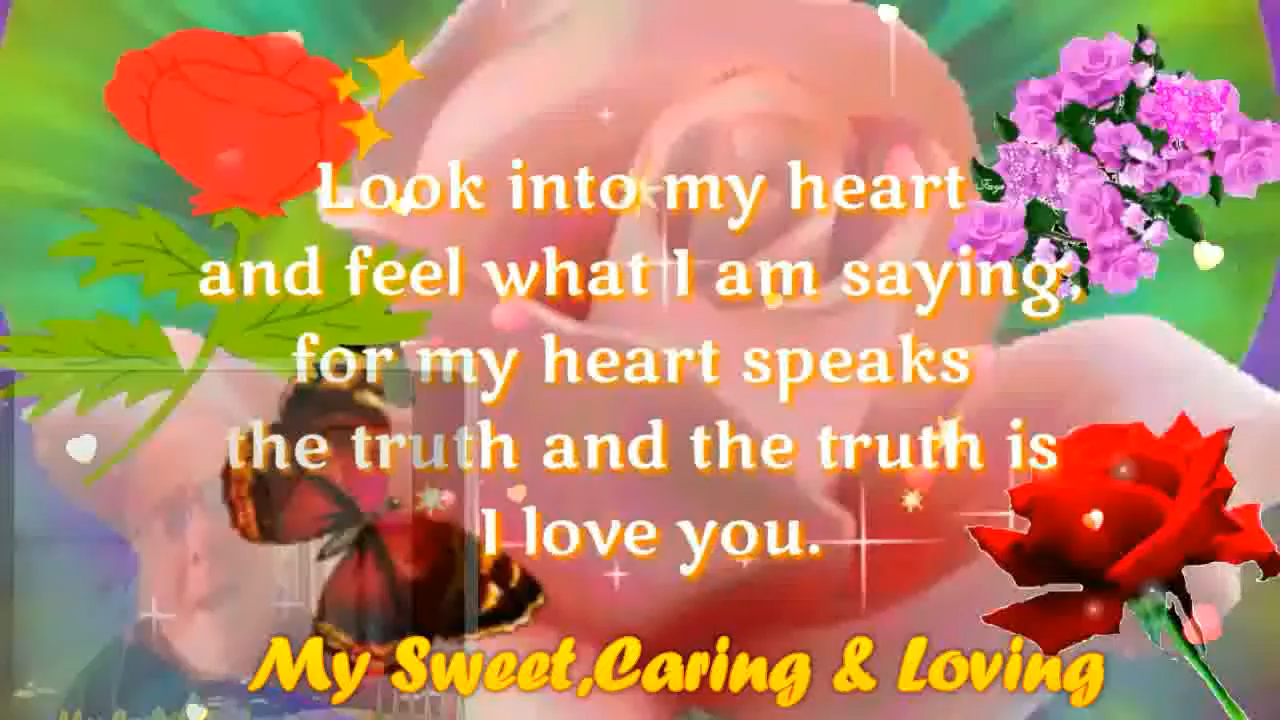 Look into my heart
and feel what I am saying,
for my heart speaks
the truth and the truth is
I love you.
My Sweet,Caring & Loving